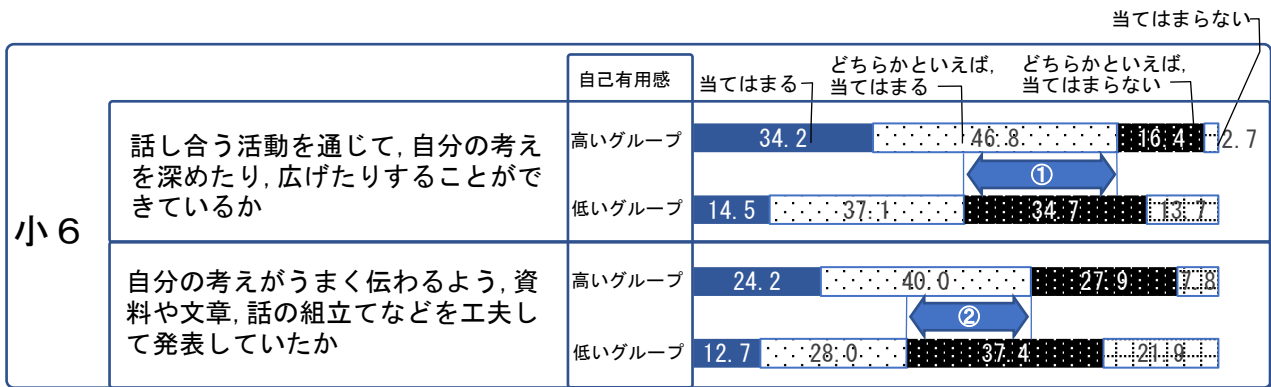 当てはまらない
自己有用感
当てはまる
どちらかといえば,
当てはまる
どちらかといえば,
当てはまらない
小6
話し合う活動を通じて,自分の考え
を深めたり,広げたりすることがで
きているか
高いグループ
34.2
46.8
16.4
2.7
①
低いグループ
14.5
37.1
34.7
13.7
自分の考えがうまく伝わるよう,資
料や文章,話の組立てなどを工夫し
て発表していたか
高いグループ
24.2
40.0
27.9
7.8
②
低いグループ
12.7
28.0
37.4
21.9